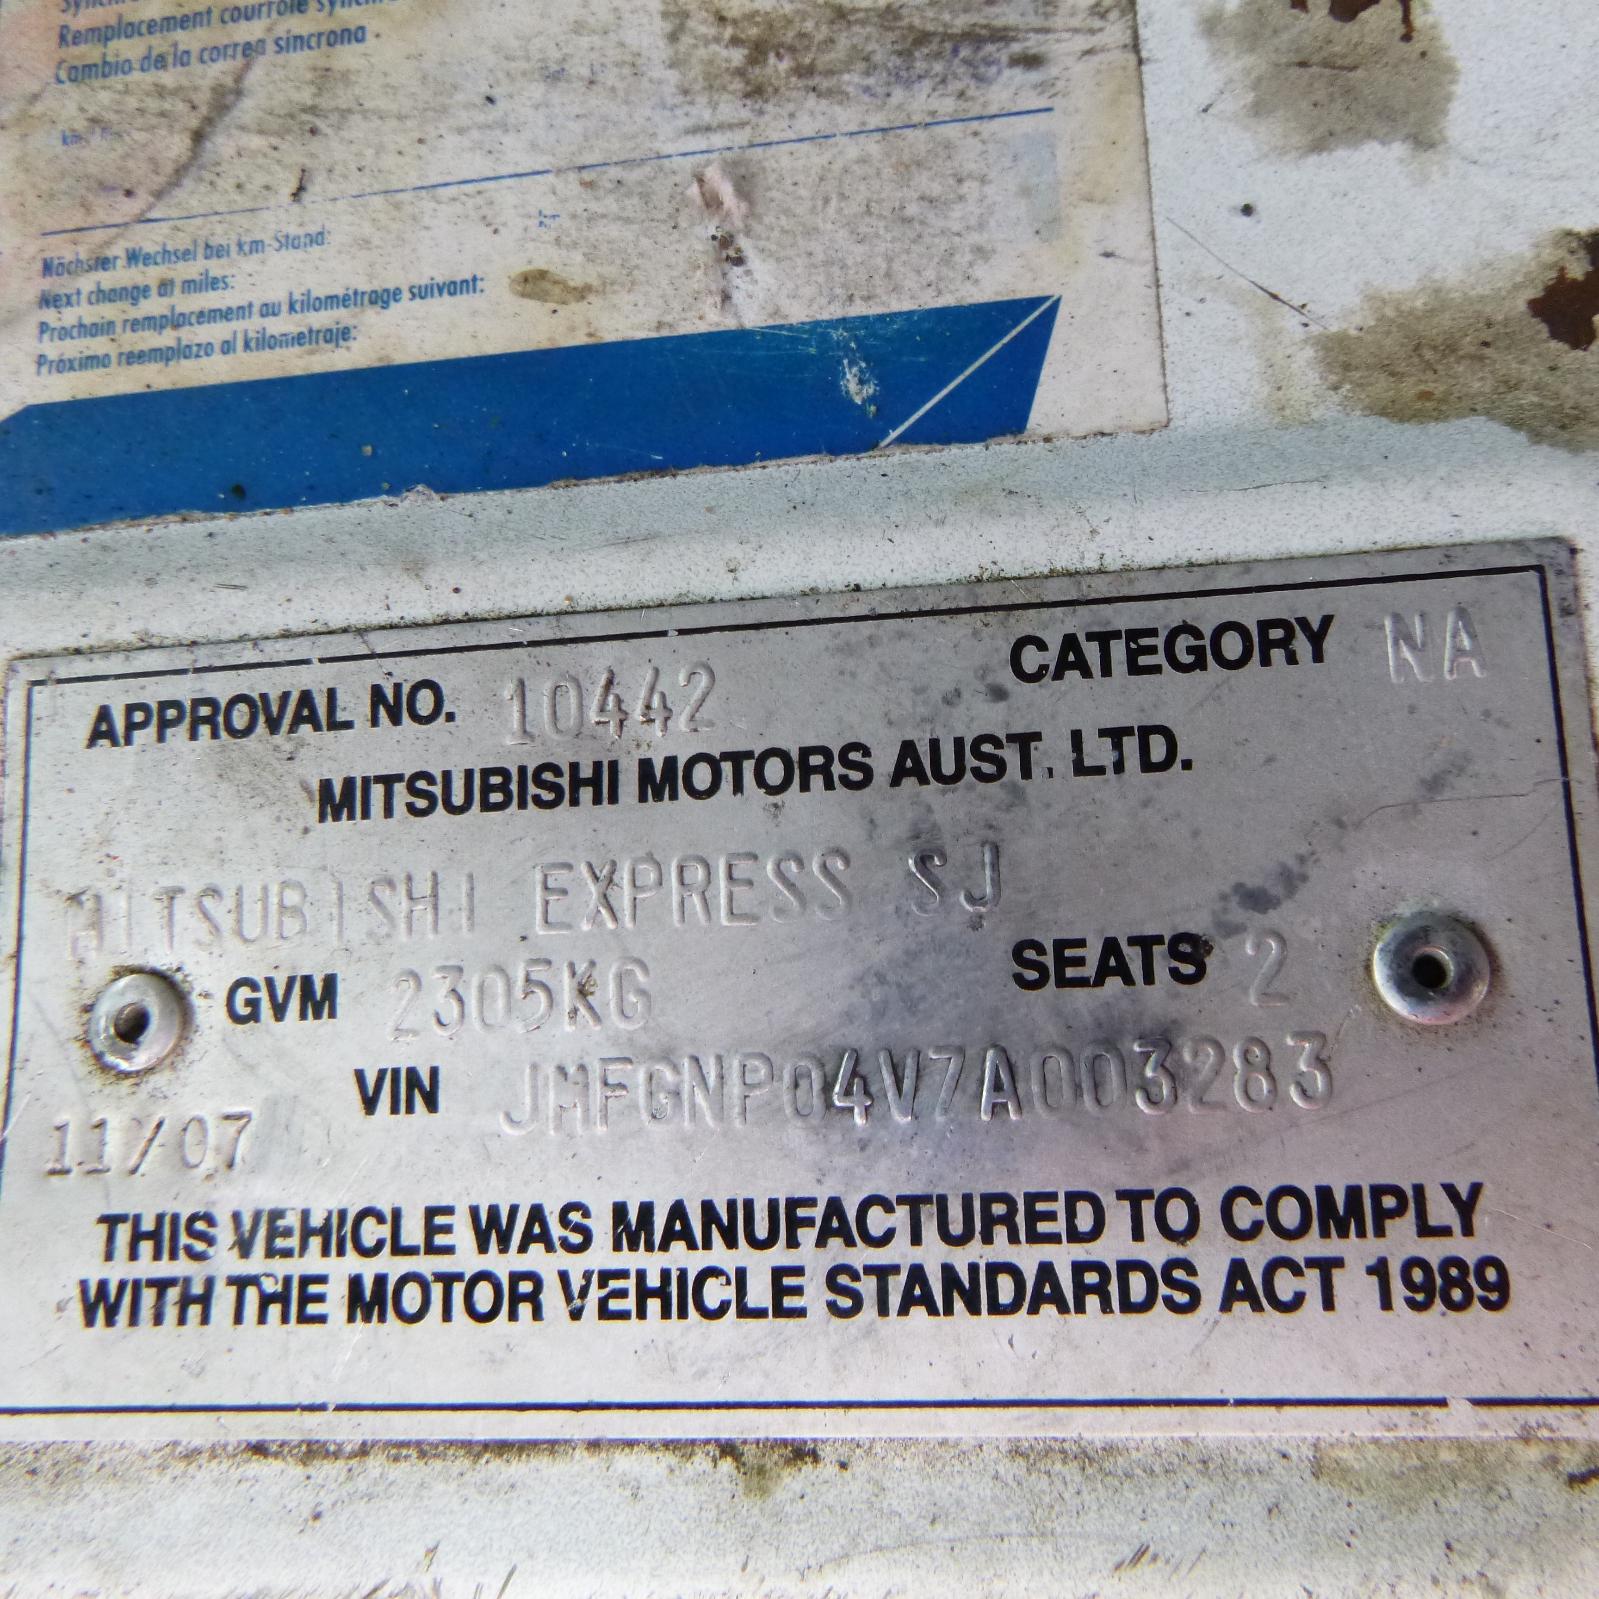 Remplacement courroie
Cambio de la correa síncrona
Nächster Wechsel bei km-Stand:
Next change at miles:
Prochain remplacement au kilométrage suivant:
Próximo reemplazo al kilometraje:
APPROVAL NO. 10442 CATEGORY NA
MITSUBISHI MOTORS AUST. LTD.
MITSUBISHI EXPRESS SJ
GVM 2305KG SEATS 2
VIN JMFGNP04V7A003283
11/07
THIS VEHICLE WAS MANUFACTURED TO COMPLY
WITH THE MOTOR VEHICLE STANDARDS ACT 1989